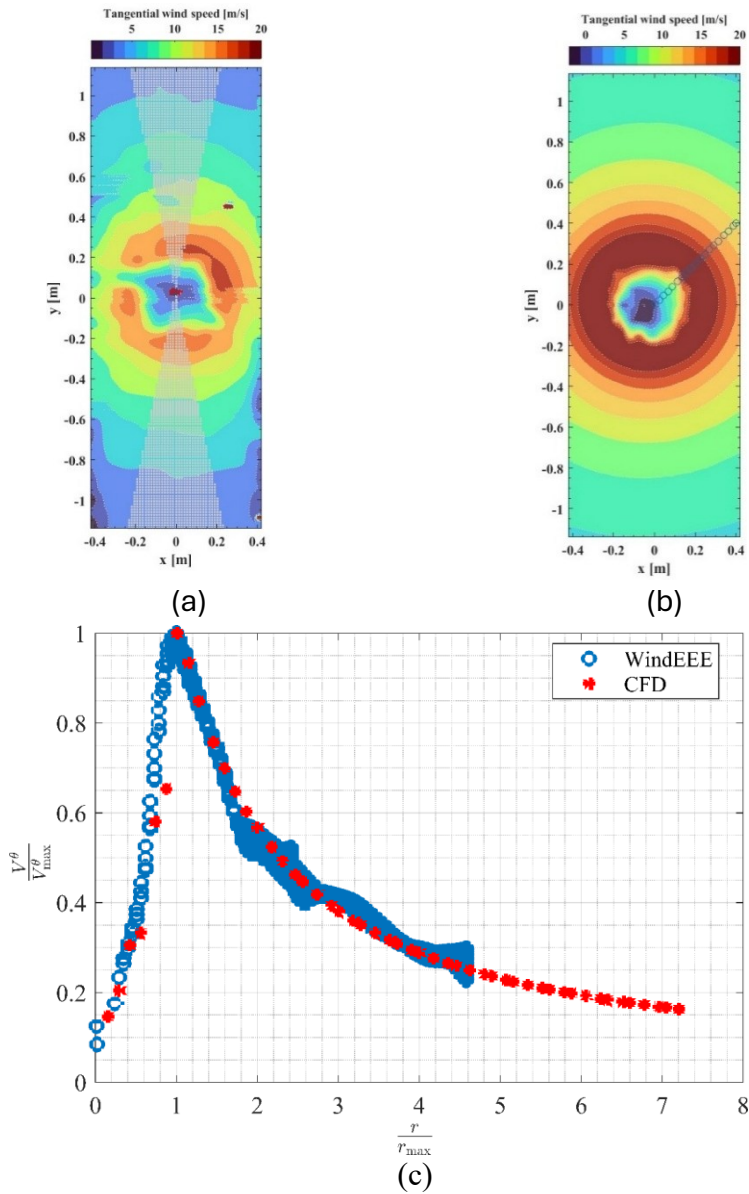 Tangential wind speed [m/s]
5 10 15 20
1
0.8
0.6
0.4
0.2
0
-0.2
-0.4
-0.6
-0.8
-1
y [m]
-0.4 -0.2 0 0.2 0.4
x [m]
(a)
Tangential wind speed [m/s]
0 5 10 15 20
1
0.8
0.6
0.4
0.2
0
-0.2
-0.4
-0.6
-0.8
-1
y [m]
-0.4 -0.2 0 0.2 0.4
x [m]
(b)
WindEEE
CFD
1
0.8
0.6
0.4
0.2
0
V^θ / V^θ_max
0 1 2 3 4 5 6 7 8
r / r_max
(c)